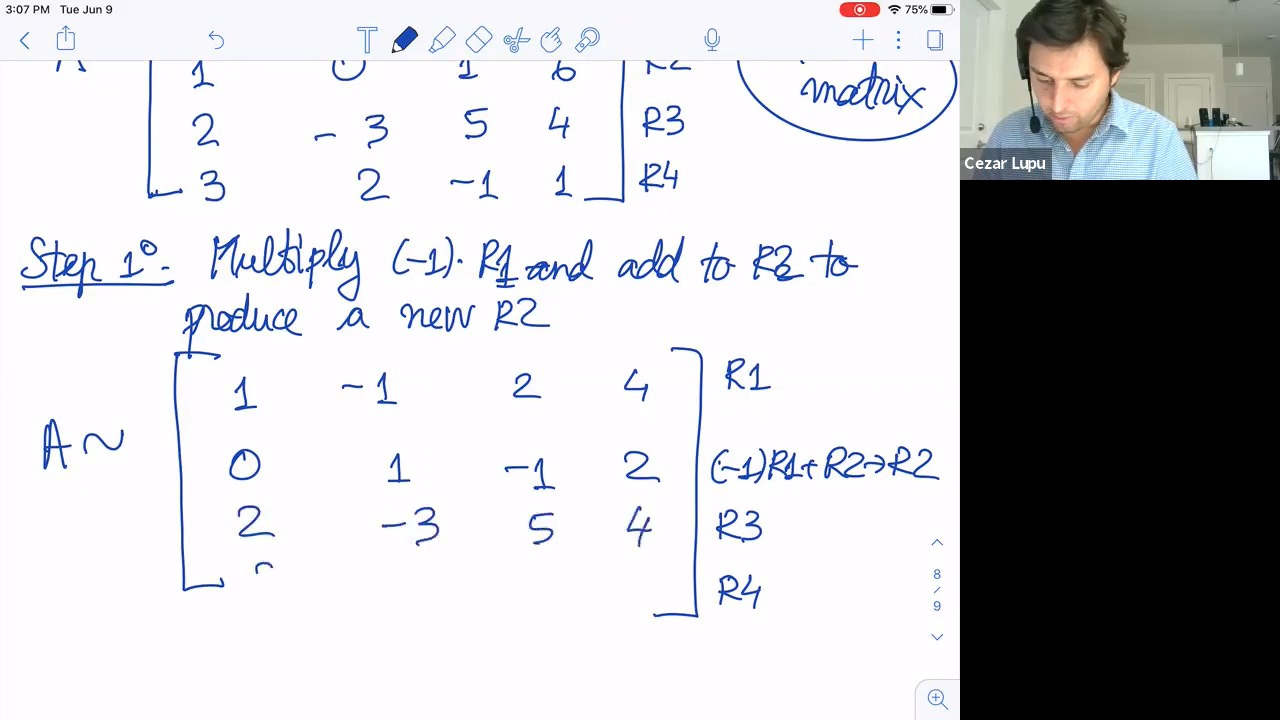 3:07 PM Tue Jun 9
75%
1 0 1 6 R2
matrix
2 -3 5 4 R3
3 2 -1 1 R4
Cezar Lupu
Step 1°. Multiply (-1)·R1 and add to R2 to
produce a new R2
1 -1 2 4 R1
A ~
0 1 -1 2 (-1)R1+R2→R2
2 -3 5 4 R3
R4
8
/
9